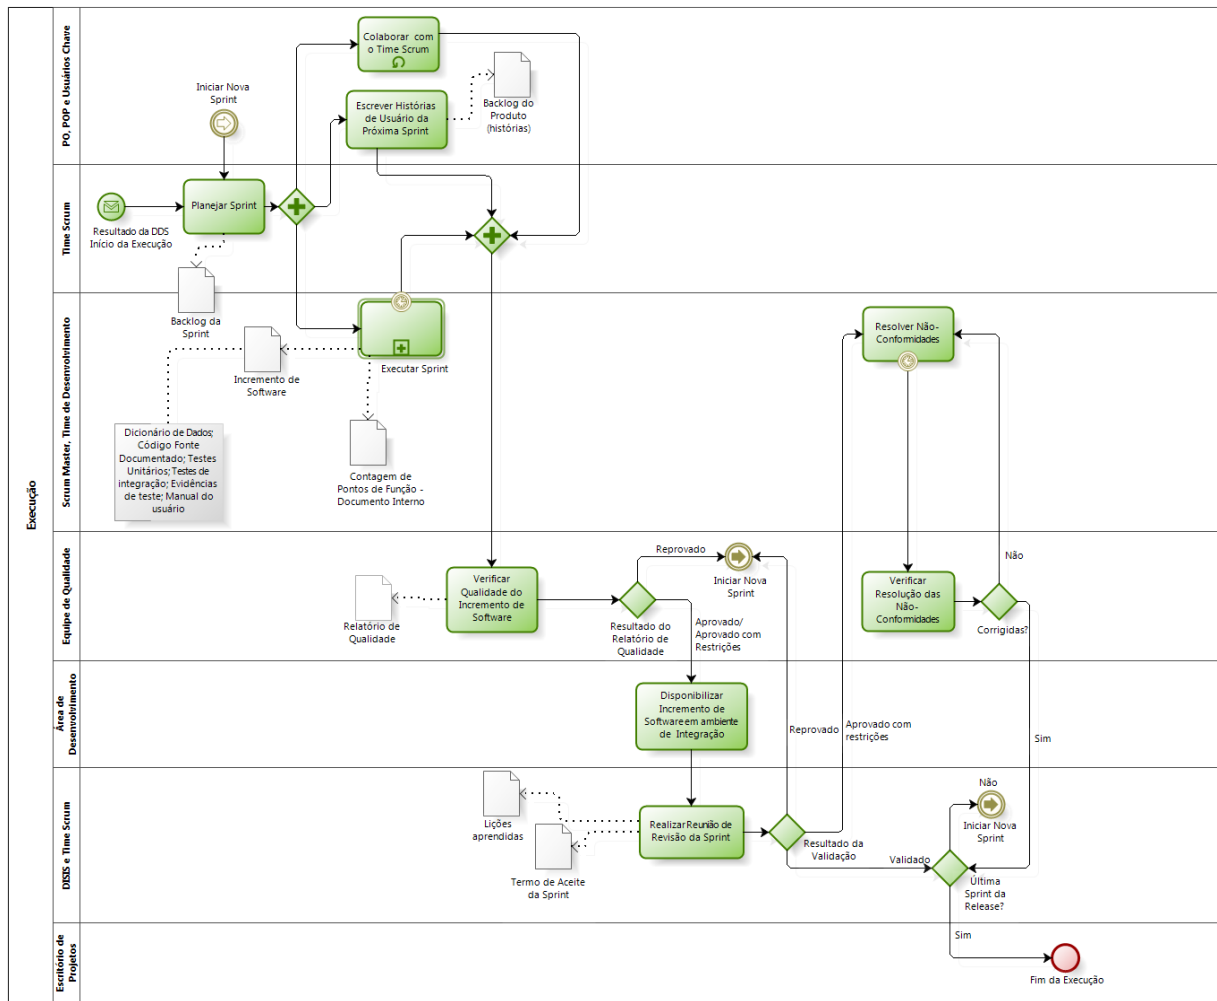 Execução
PO, POP e Usuários Chave
Colaborar com
o Time Scrum
Iniciar Nova
Sprint
Escrever Histórias
de Usuário da
Próxima Sprint
Backlog do
Produto
(histórias)
Time Scrum
Planejar Sprint
Resultado da DDS
Início da Execução
Scrum Master, Time de Desenvolvimento
Backlog da
Sprint
Resolver Não-
Conformidades
Executar Sprint
Incremento de
Software
Dicionário de Dados;
Código Fonte
Documentado; Testes
Unitários; Testes de
integração; Evidências
de teste; Manual do
usuário
Contagem de
Pontos de Função -
Documento Interno
Equipe de Qualidade
Reprovado
Iniciar Nova
Sprint
Não
Verificar
Qualidade do
Incremento de
Software
Verificar
Resolução das
Não-
Conformidades
Relatório de
Qualidade
Resultado do
Relatório de
Qualidade
Aprovado/
Aprovado com
Restrições
Corrigidas?
Área de
Desenvolvimento
Disponibilizar
Incremento de
Software em ambiente
de Integração
Reprovado
Aprovado com
restrições
Sim
DISIS e Time Scrum
Lições
aprendidas
Realizar Reunião de
Revisão da Sprint
Não
Iniciar Nova
Sprint
Resultado da
Validação
Validado
Termo de Aceite
da Sprint
Última
Sprint da
Release?
Escritório de
Projetos
Sim
Fim da Execução